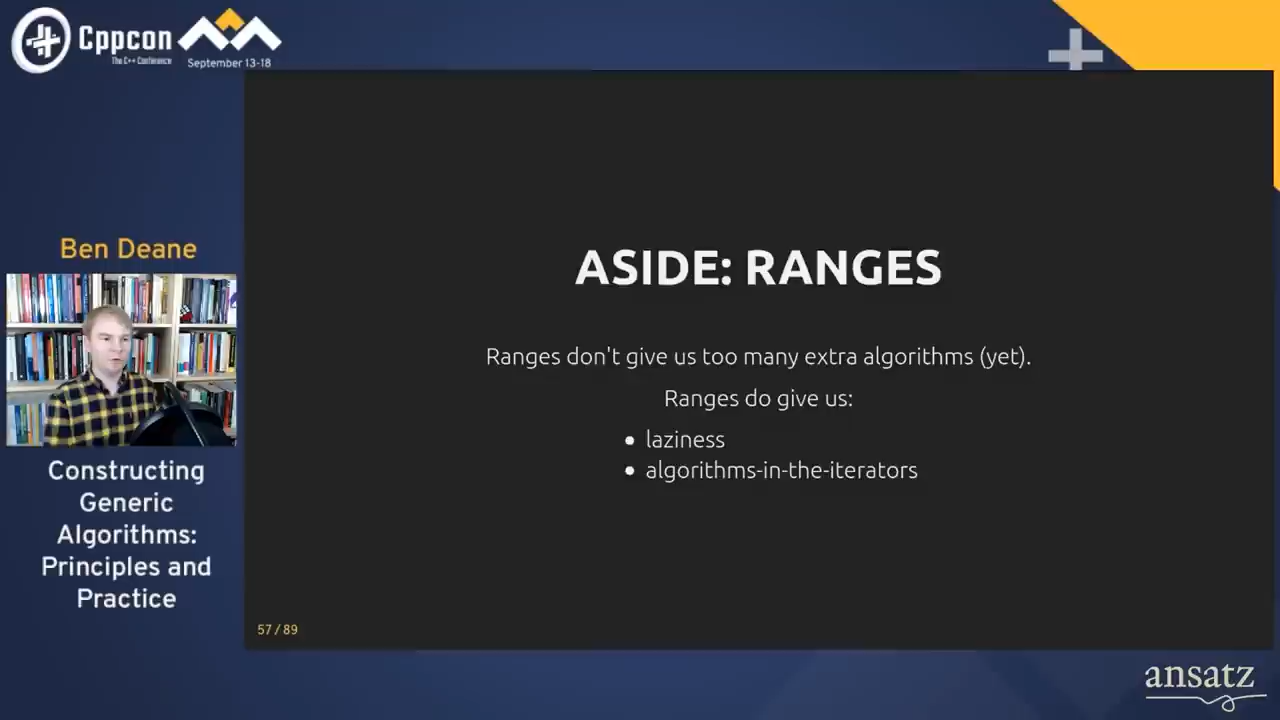 Cppcon
The C++ Conference
September 13-18
Ben Deane
Constructing
Generic
Algorithms:
Principles and
Practice
ASIDE: RANGES
Ranges don't give us too many extra algorithms (yet).
Ranges do give us:
• laziness
• algorithms-in-the-iterators
57 / 89
ansatz